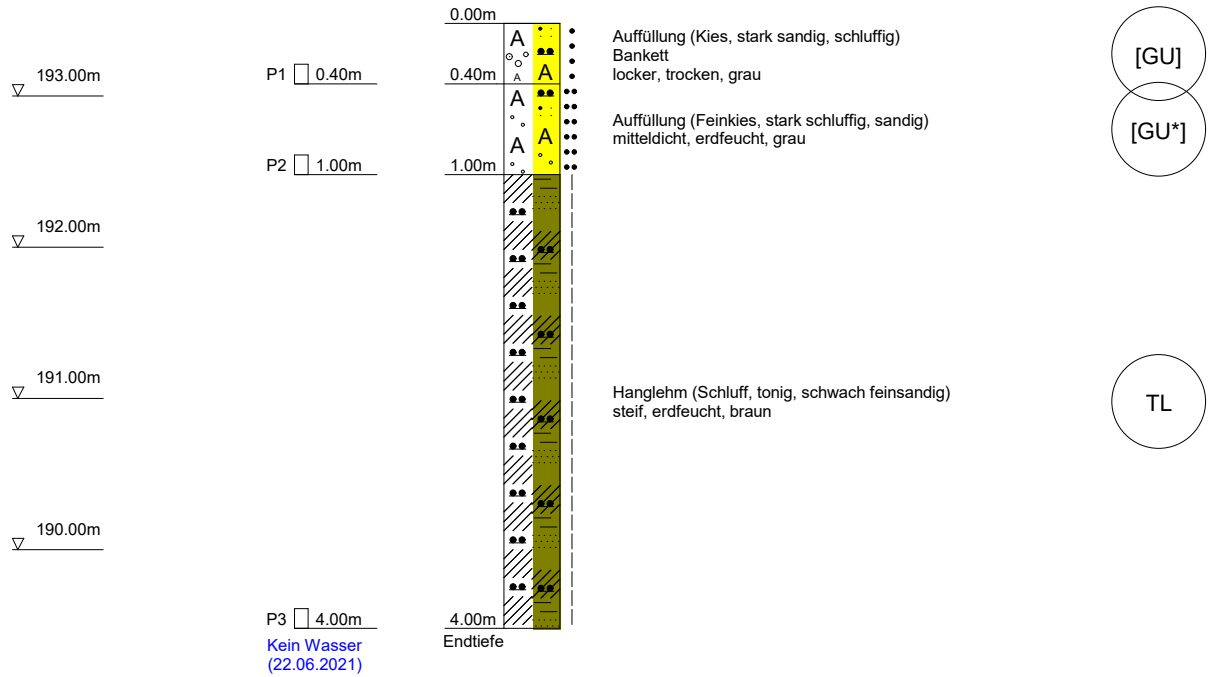 0.00m
A
A
A
Auffüllung (Kies, stark sandig, schluffig)
Bankett
locker, trocken, grau
[GU]
193.00m
P1 0.40m
0.40m
A
A
A
Auffüllung (Feinkies, stark schluffig, sandig)
mitteldicht, erdfeucht, grau
[GU*]
P2 1.00m
1.00m
192.00m
191.00m
Hanglehm (Schluff, tonig, schwach feinsandig)
steif, erdfeucht, braun
TL
190.00m
P3 4.00m
4.00m
Kein Wasser
(22.06.2021)
Endtiefe